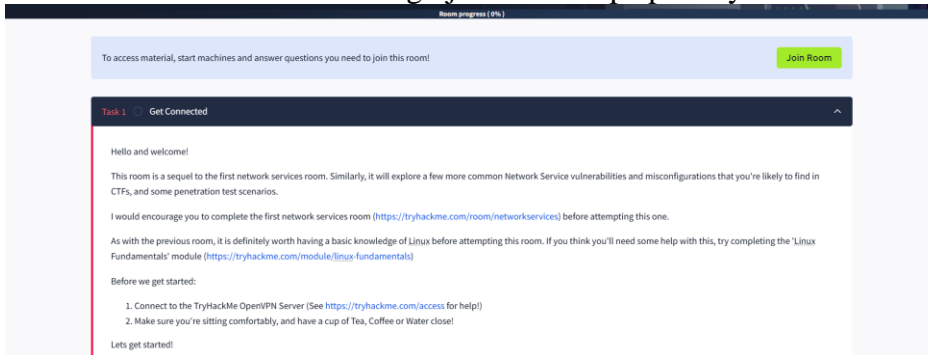 Room progress ( 0% )
To access material, start machines and answer questions you need to join this room!
Join Room
Task 1 Get Connected
Hello and welcome!
This room is a sequel to the first network services room. Similarly, it will explore a few more common Network Service vulnerabilities and misconfigurations that you're likely to find in
CTFs, and some penetration test scenarios.
I would encourage you to complete the first network services room (https://tryhackme.com/room/networkservices) before attempting this one.
As with the previous room, it is definitely worth having a basic knowledge of Linux before attempting this room. If you think you'll need some help with this, try completing the 'Linux
Fundamentals' module (https://tryhackme.com/module/linux-fundamentals)
Before we get started:
1. Connect to the TryHackMe OpenVPN Server (See https://tryhackme.com/access for help!)
2. Make sure you're sitting comfortably, and have a cup of Tea, Coffee or Water close!
Lets get started!